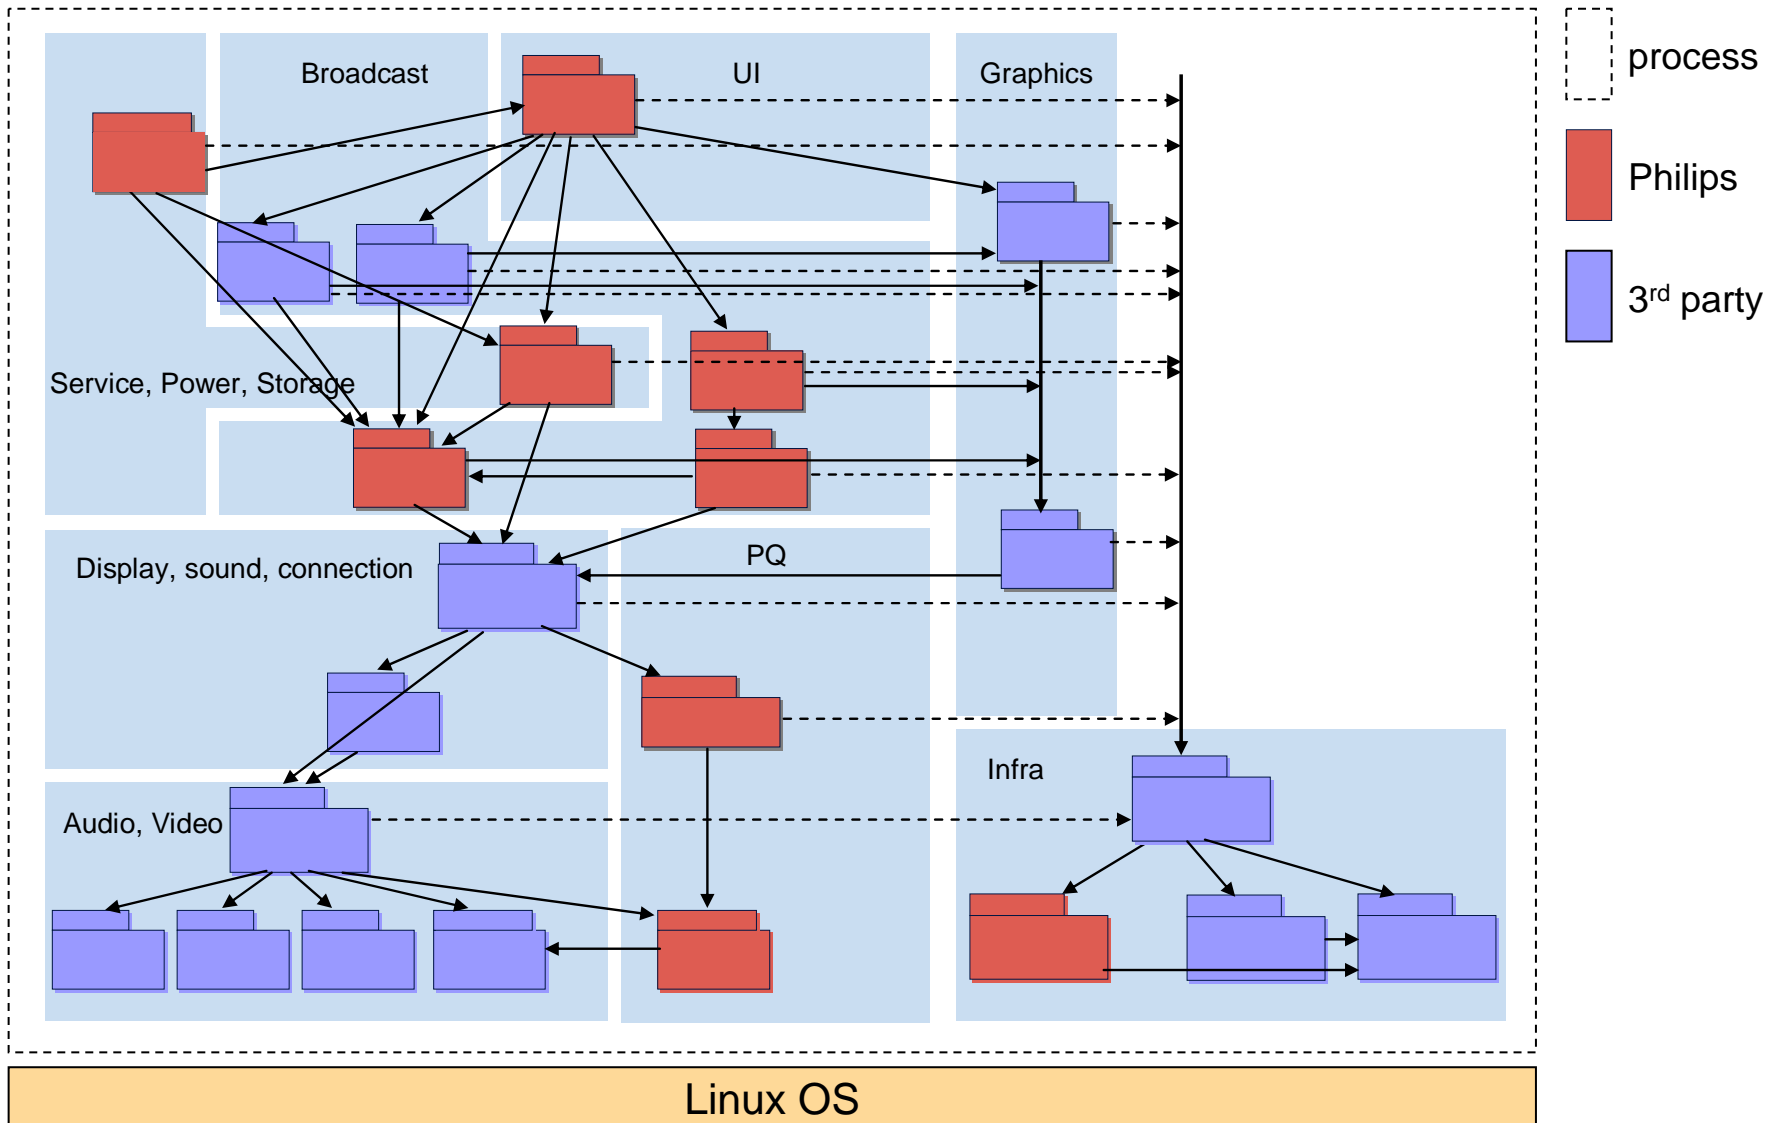 Broadcast
UI
Graphics
process
Philips
3rd party
Service, Power, Storage
Display, sound, connection
PQ
Infra
Audio, Video
Linux OS